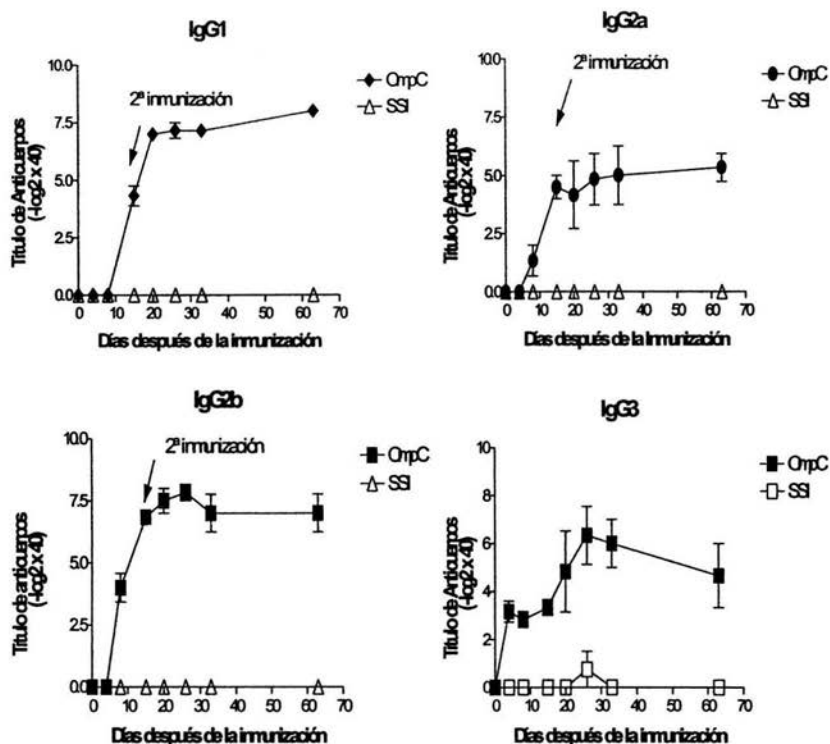 IgG1
OmpC
SSI
2ª inmunización
Título de Anticuerpos
(-log2 x 40)
10.0
7.5
5.0
2.5
0.0
0 10 20 30 40 50 60 70
Días después de la inmunización
IgG2a
OmpC
SSI
2ª inmunización
Título de Anticuerpos
(-log2 x 40)
10.0
7.5
5.0
2.5
0.0
0 10 20 30 40 50 60 70
Días después de la Inmunización
IgG2b
OmpC
SSI
2ª inmunización
Título de anticuerpos
(-log2 x 40)
10.0
7.5
5.0
2.5
0.0
0 10 20 30 40 50 60 70
Días después de la inmunización
IgG3
OmpC
SSI
Título de Anticuerpos
(-log2 x 40)
10
8
6
4
2
0
0 10 20 30 40 50 60 70
Días después de la inmunización